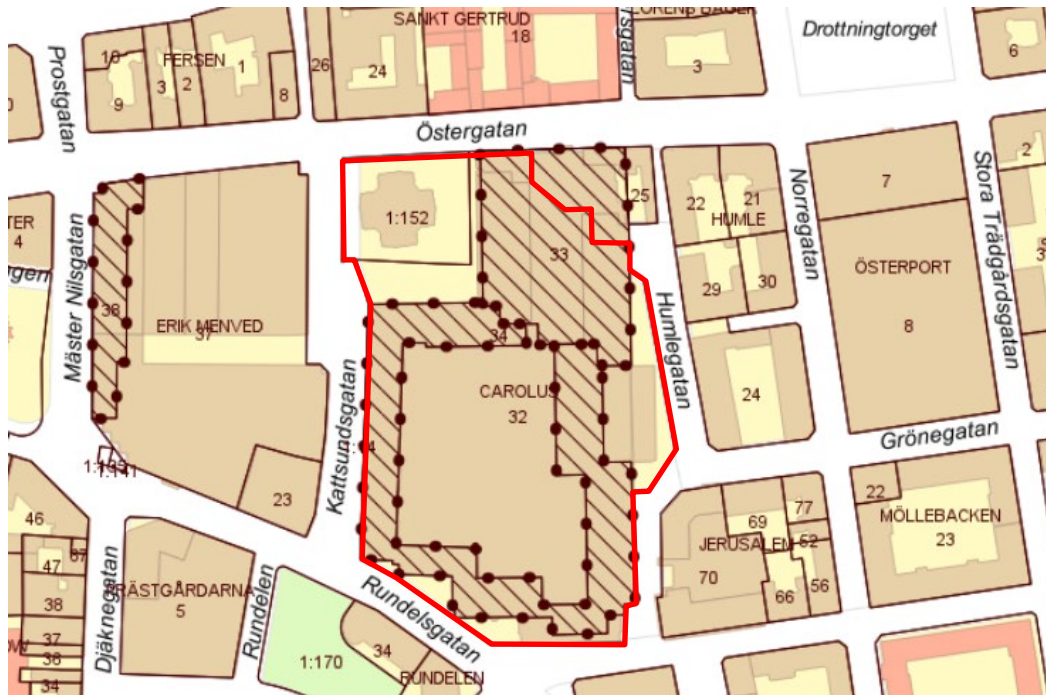 SANKT GERTRUD
18
Drottningtorget
6
10
FERSEN
1
3
2
9
8
26
24
3
Prostgatan
Östergatan
2
7
Stora Trädgårdsgatan
25
22
21
HUMLE
Norregatan
1:152
4
33
ÖSTERPORT
8
29
30
Mäster Nilsgatan
38
ERIK MENVED
37
34
Humlegatan
CAROLUS
32
24
Kattsundsgatan
Grönegatan
23
22
MÖLLEBACKEN
23
46
47
38
37
36
34
Djäknegatan
PRÄSTGÅRDARNA
5
Rundelen
Rundelsgatan
1:170
34
RUNDELEN
69
77
JERUSALEM
52
70
66
56